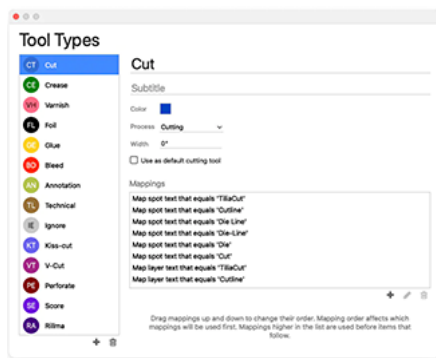 Tool Types
CT Cut
CE Crease
VH Varnish
FL Foil
GE Glue
BD Bleed
AN Annotation
TL Technical
IE Ignore
KT Kiss-cut
VT V-Cut
PE Perforate
SE Score
RA Rillma
Cut
Subtitle
Color
Process Cutting
Width 0"
Use as default cutting tool
Mappings
Map spot text that equals 'TiliaCut'
Map spot text that equals 'Cutline'
Map spot text that equals 'Die Line'
Map spot text that equals 'Die-Line'
Map spot text that equals 'Die'
Map spot text that equals 'Cut'
Map layer text that equals 'TiliaCut'
Map layer text that equals 'Cutline'
Drag mappings up and down to change their order. Mapping order affects which
mappings will be used first. Mappings higher in the list are used before items that
follow.